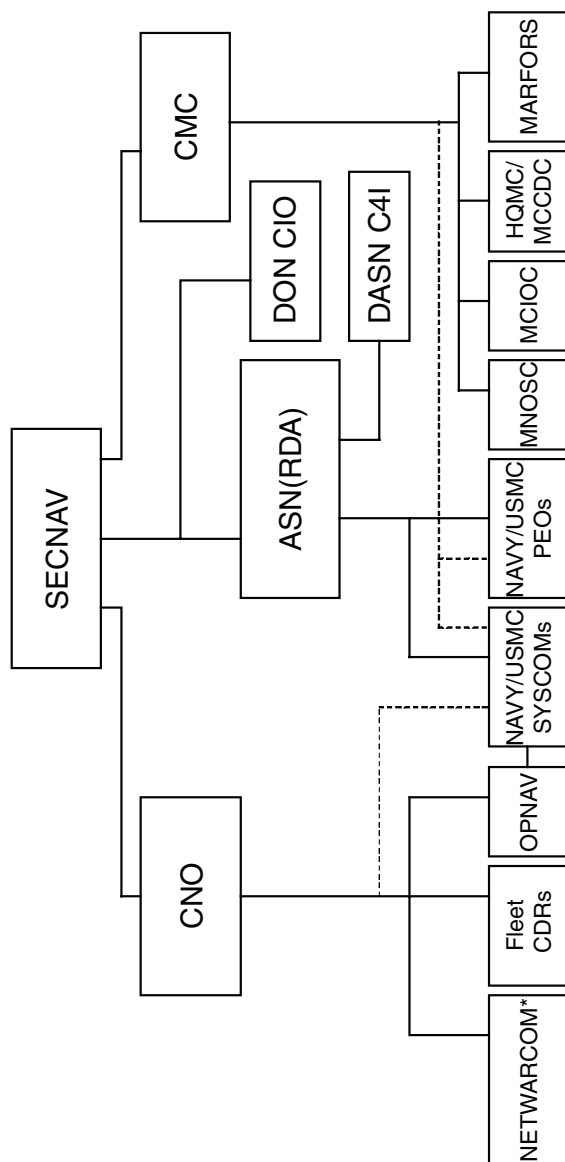 SECNAV
CNO
CMC
DON CIO
ASN(RDA)
DASN C4I
NETWARCOM*
Fleet
CDRs
OPNAV
NAVY/USMC
SYSCOMs
NAVY/USMC
PEOs
MNOSC
MCIOC
HQMC/
MCCDC
MARFORS